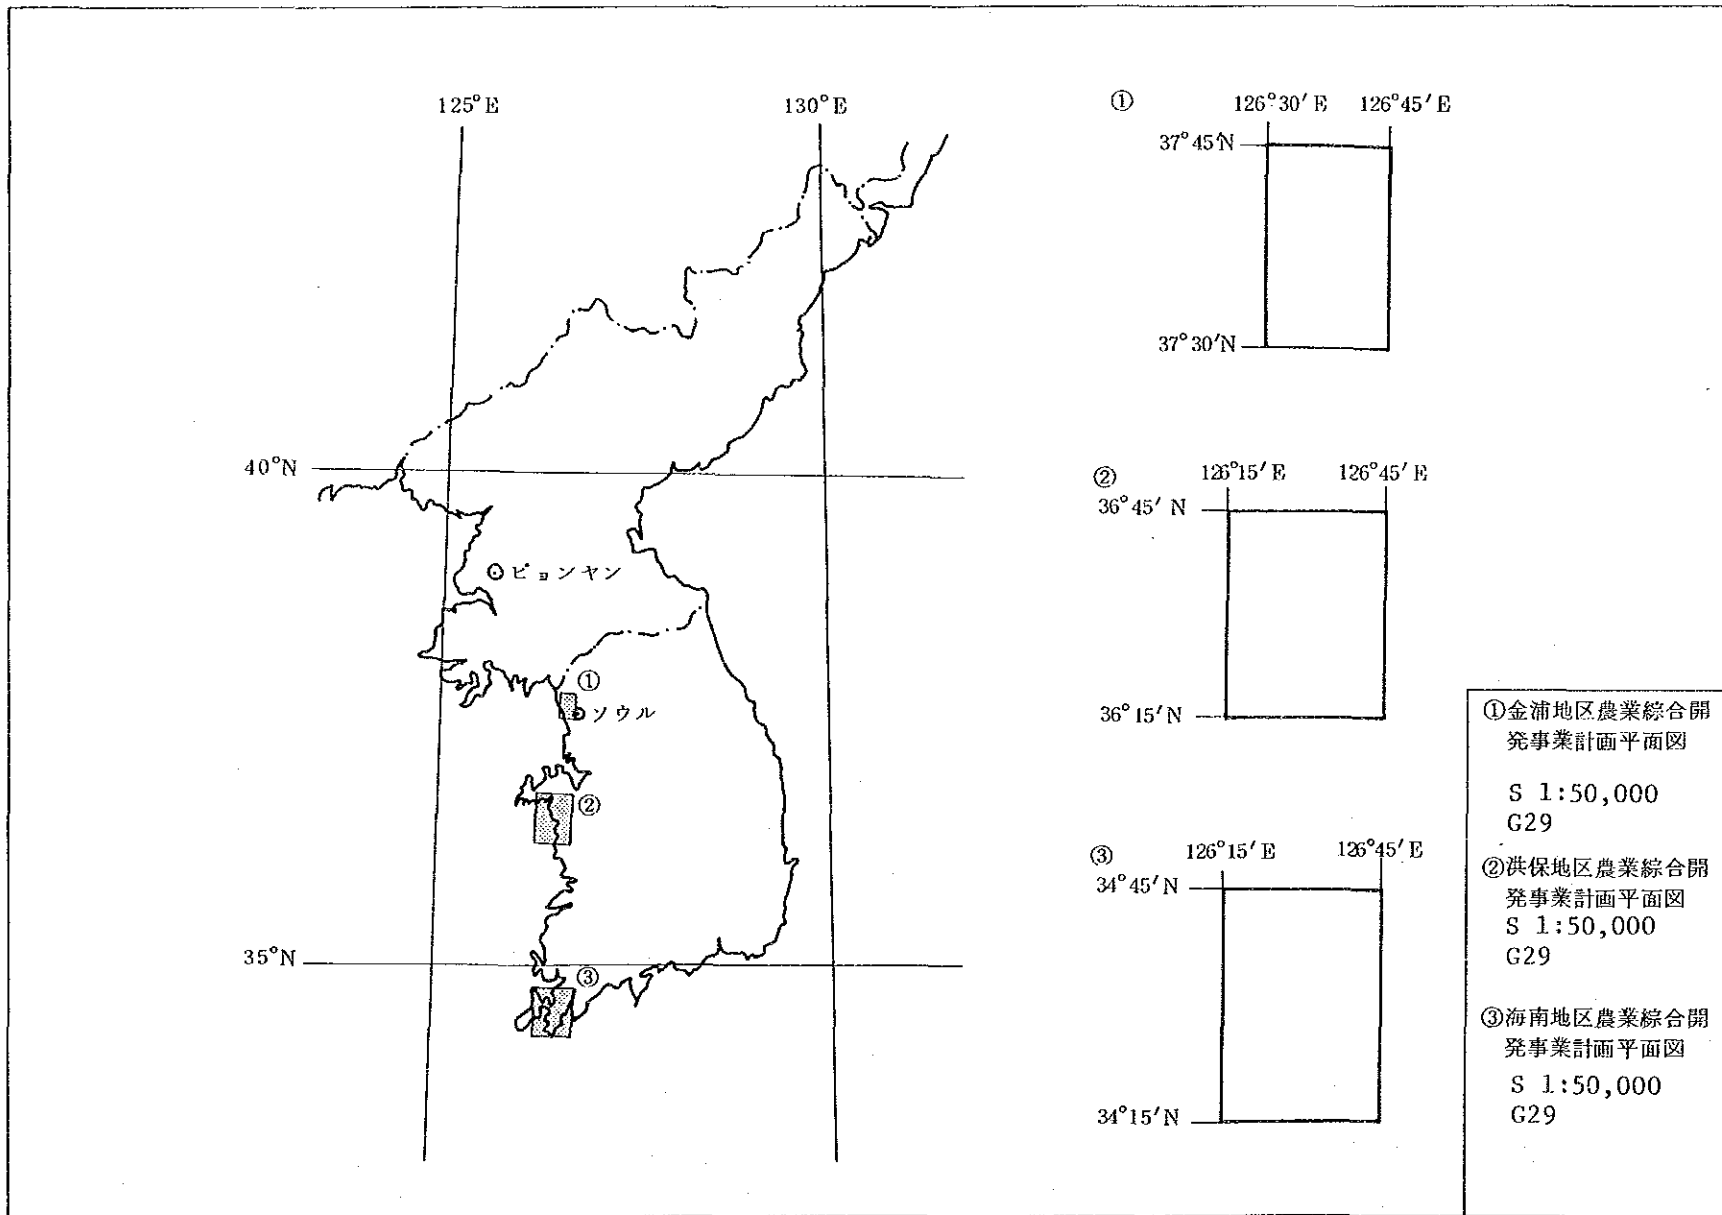 125°E
130°E
40°N
35°N
ピョンヤン
①
ソウル
②
③
①
126°30′E
126°45′E
37°45′N
37°30′N
②
126°15′E
126°45′E
36°45′N
36°15′N
③
126°15′E
126°45′E
34°45′N
34°15′N
①金浦地区農業綜合開
発事業計画平面図
S 1:50,000
G29
②洪保地区農業綜合開
発事業計画平面図
S 1:50,000
G29
③海南地区農業綜合開
発事業計画平面図
S 1:50,000
G29